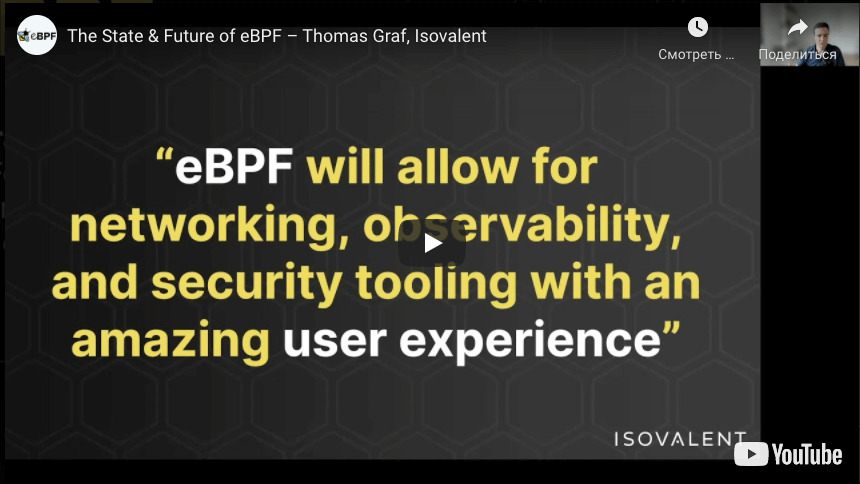 eBPF
The State & Future of eBPF – Thomas Graf, Isovalent
Смотреть ...
Поделиться
“eBPF will allow for
networking, observability,
and security tooling with an
amazing user experience”
ISOVALENT
YouTube